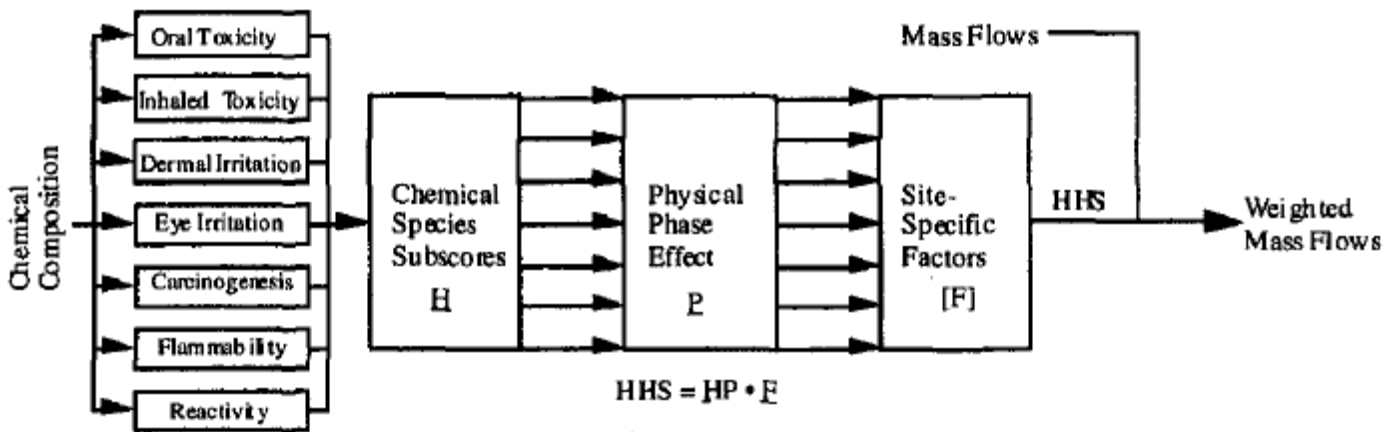 Oral Toxicity
Inhaled Toxicity
Dermal Irritation
Eye Irritation
Carcinogenesis
Flammability
Reactivity
Chemical
Composition
Chemical
Species
Subscores
H
Physical
Phase
Effect
P
Site-
Specific
Factors
[F]
Mass Flows
HHS
Weighted
Mass Flows
HHS = HP • F